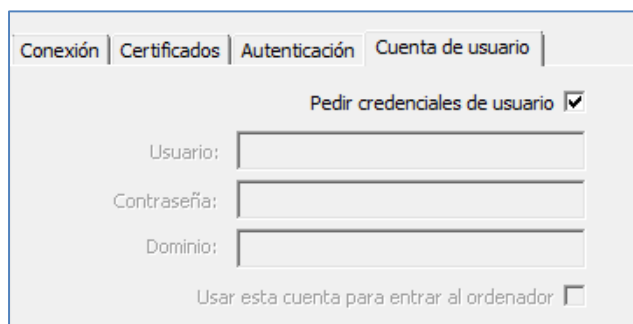 Conexión Certificados Autenticación Cuenta de usuario
Pedir credenciales de usuario
Usuario:
Contraseña:
Dominio:
Usar esta cuenta para entrar al ordenador